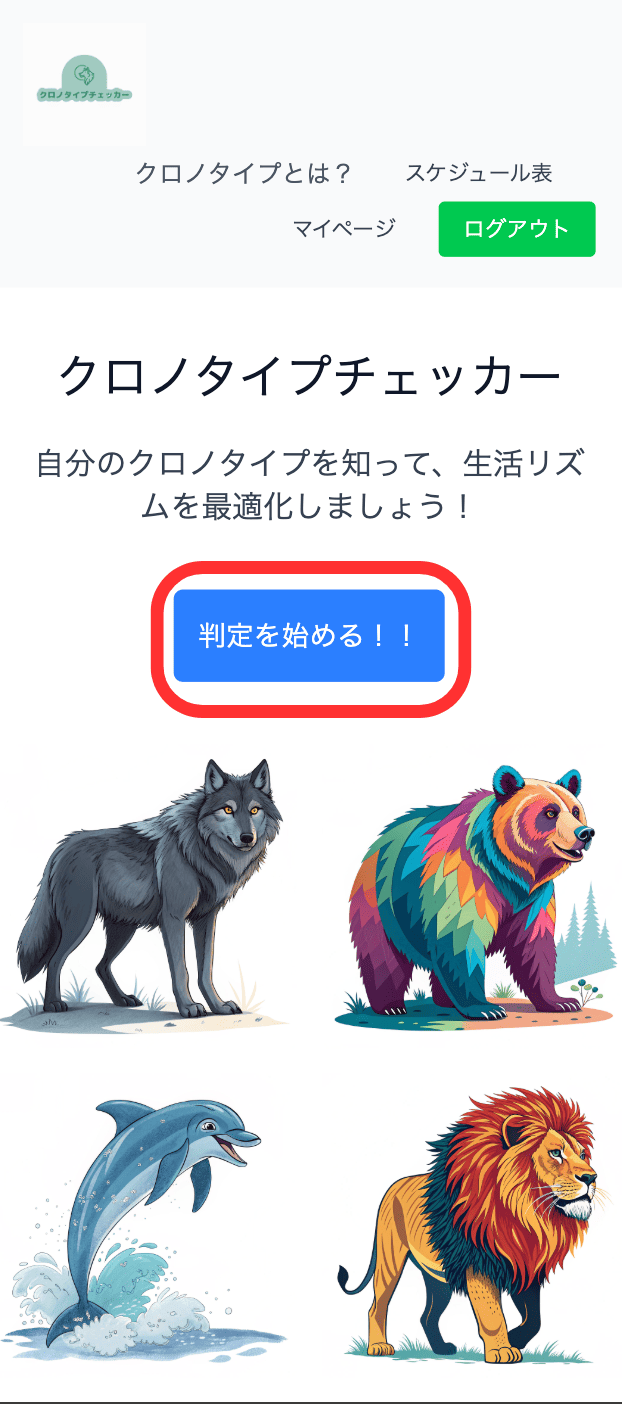 クロノタイプチェッカー
クロノタイプとは？
スケジュール表
マイページ
ログアウト
クロノタイプチェッカー
自分のクロノタイプを知って、生活リズ
ムを最適化しましょう！
判定を始める！！